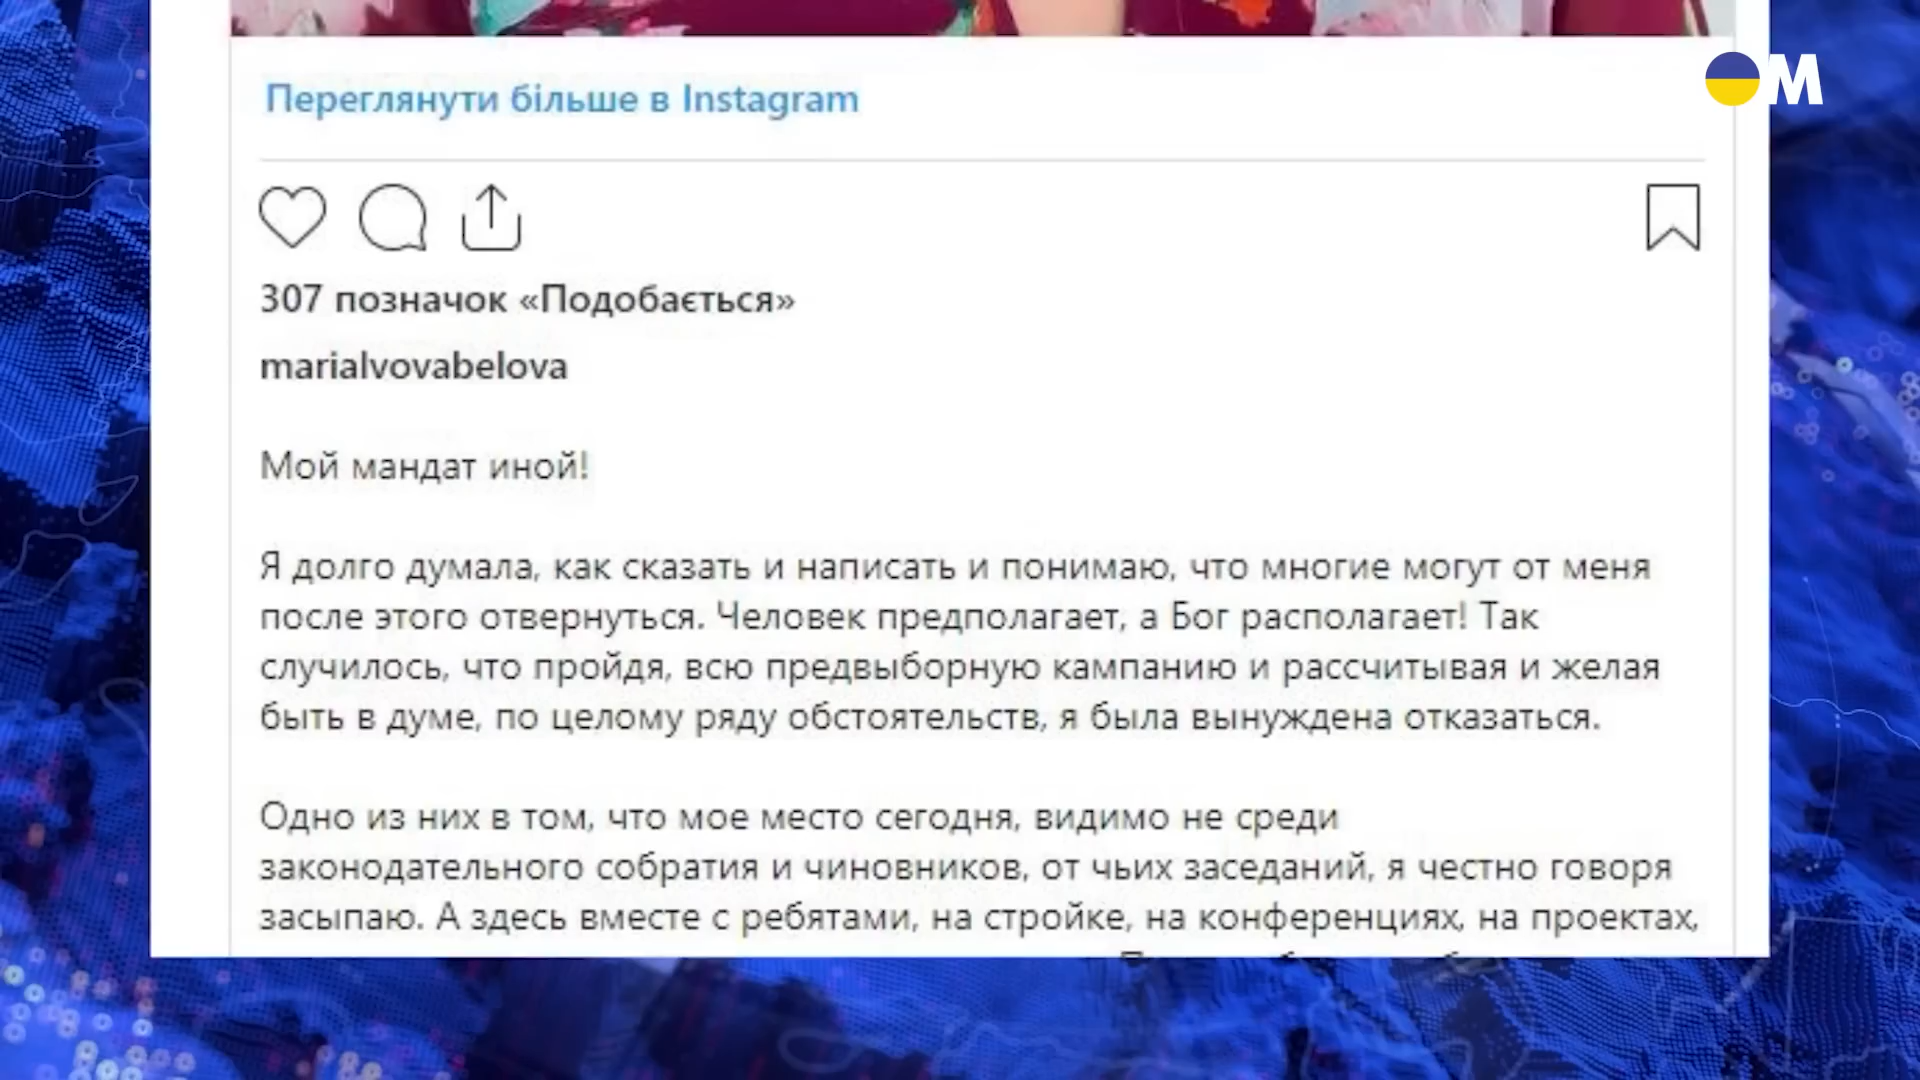 М
Переглянути більше в Instagram
307 позначок «Подобається»
marialvovabelova
Мой мандат иной!
Я долго думала, как сказать и написать и понимаю, что многие могут от меня
после этого отвернуться. Человек предполагает, а Бог располагает! Так
случилось, что пройдя, всю предвыборную кампанию и рассчитывая и желая
быть в думе, по целому ряду обстоятельств, я была вынуждена отказаться.
Одно из них в том, что мое место сегодня, видимо не среди
законодательного собратия и чиновников, от чьих заседаний, я честно говоря
засыпаю. А здесь вместе с ребятами, на стройке, на конференциях, на проектах,